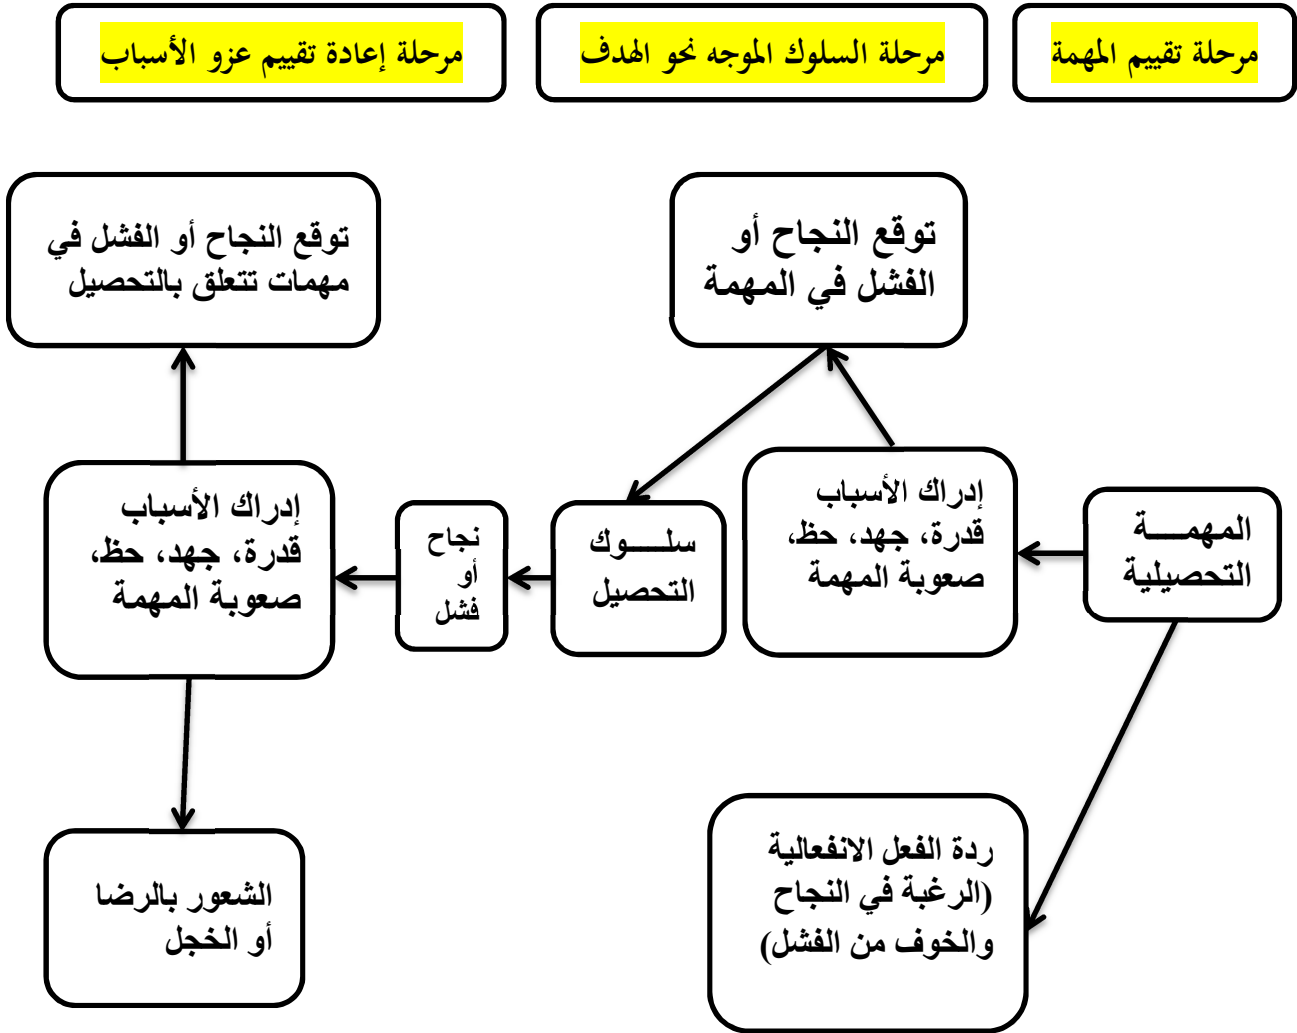 مرحلة تقييم المهمة
مرحلة السلوك الموجه نحو الهدف
مرحلة إعادة تقييم عزو الأسباب
توقع النجاح أو
الفشل في المهمة
توقع النجاح أو الفشل في
مهمات تتعلق بالتحصيل
المهمـــة
التحصيلية
إدراك الأسباب
قدرة، جهد، حظ،
صعوبة المهمة
سلـــوك
التحصيل
نجاح
أو
فشل
إدراك الأسباب
قدرة، جهد، حظ،
صعوبة المهمة
ردة الفعل الانفعالية
(الرغبة في النجاح
والخوف من الفشل)
الشعور بالرضا
أو الخجل